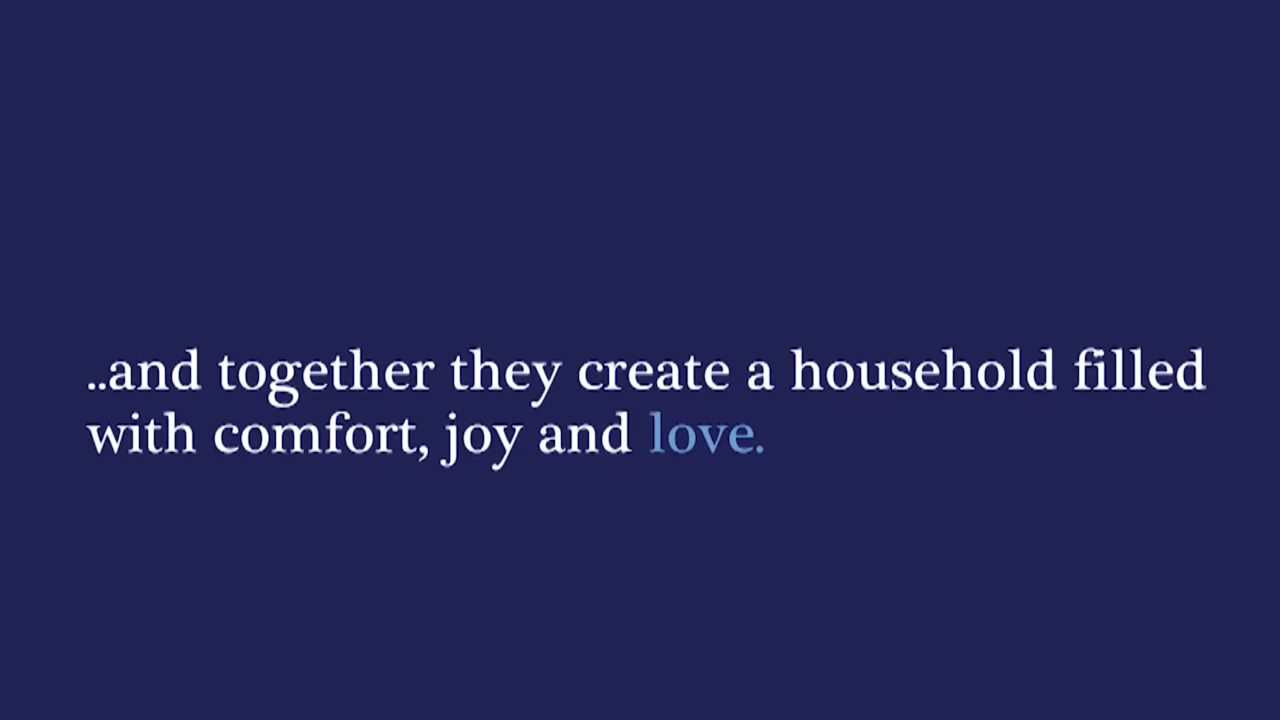 ..and together they create a household filled
with comfort, joy and love.